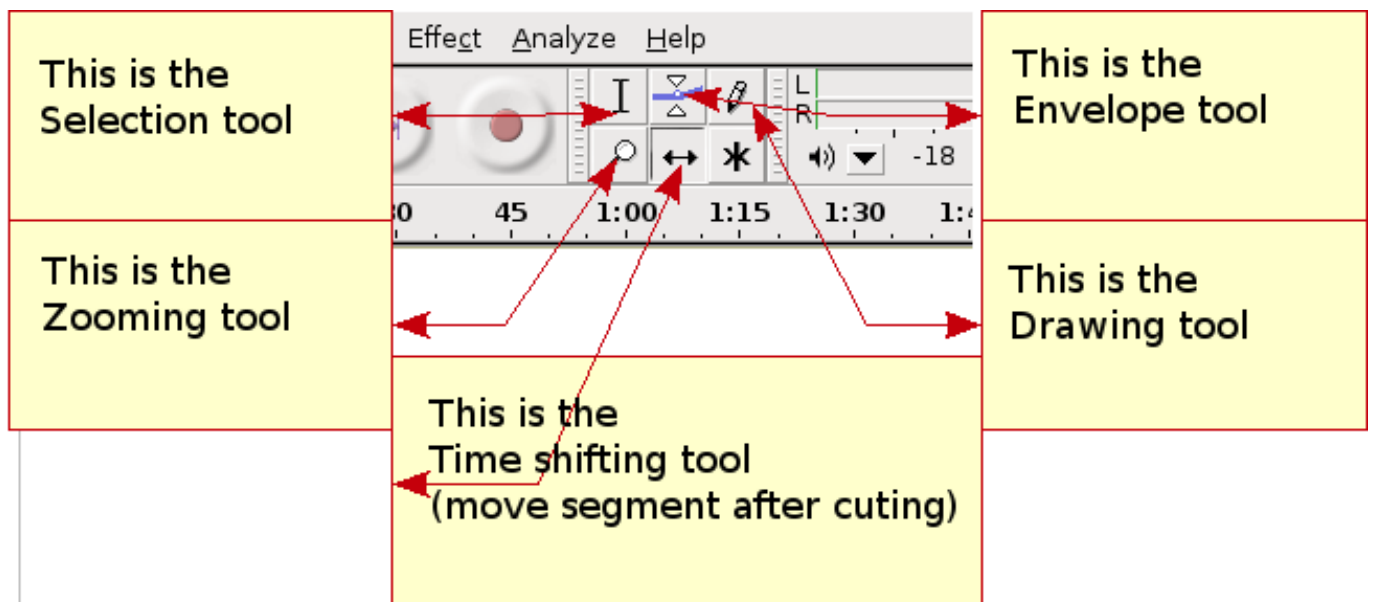 This is the
Selection tool
Effect Analyze Help
This is the
Envelope tool
L
R
-18
45 1:00 1:15 1:30
This is the
Zooming tool
This is the
Drawing tool
This is the
Time shifting tool
(move segment after cuting)